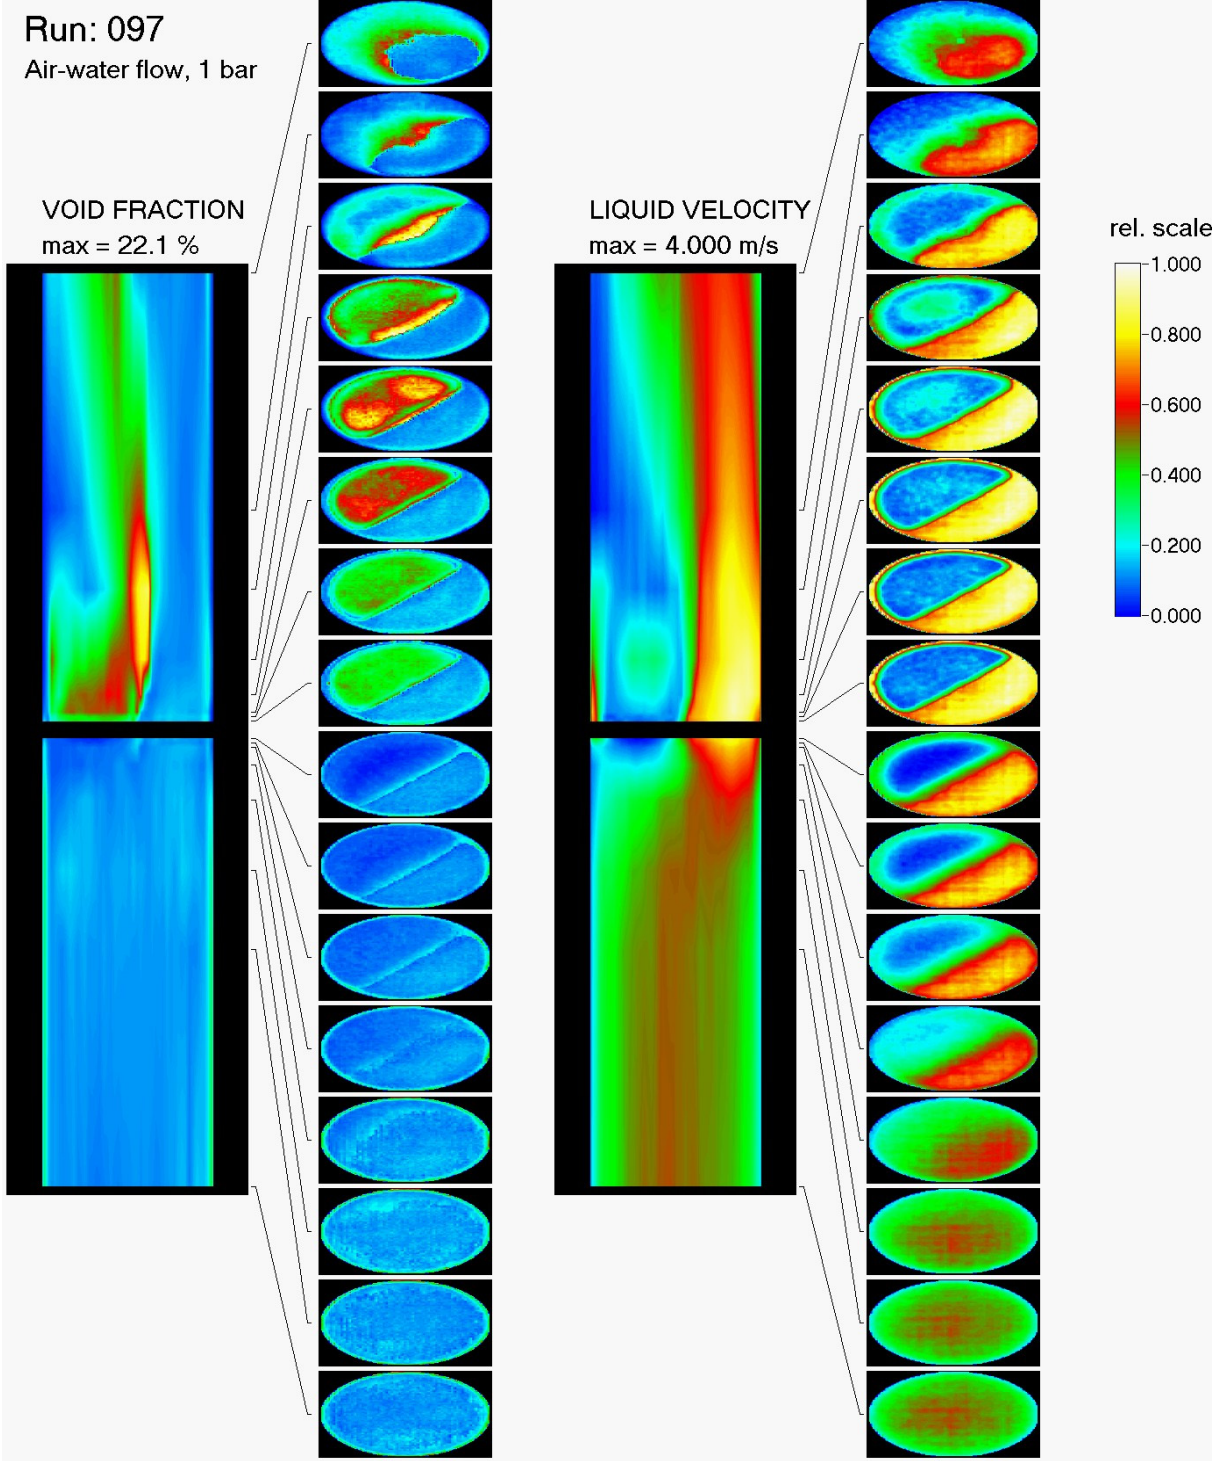 Run: 097
Air-water flow, 1 bar
VOID FRACTION
max = 22.1 %
LIQUID VELOCITY
max = 4.000 m/s
rel. scale
1.000
0.800
0.600
0.400
0.200
0.000